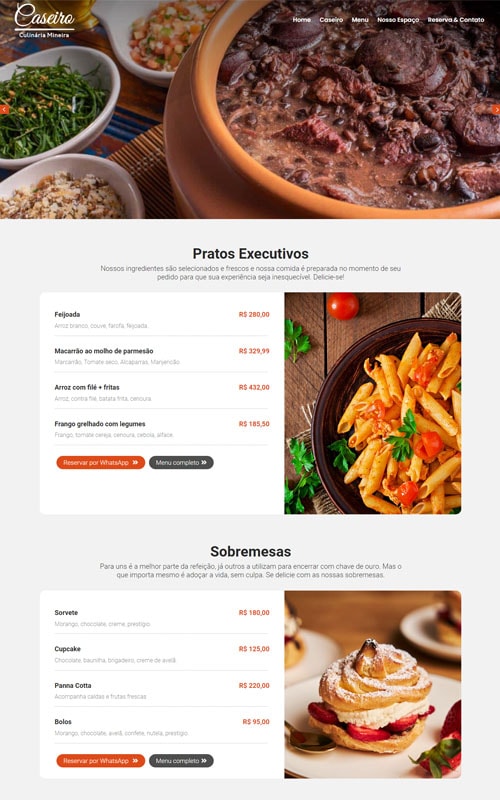 Caseiro
Culinária Mineira
Home Caseiro Menu Nosso Espaço Reserva & Contato
Pratos Executivos
Nossos ingredientes são selecionados e frescos e nossa comida é preparada no momento de seu
pedido para que sua experiência seja inesquecível. Delicie-se!
Feijoada R$ 280,00
Arroz branco, couve, farofa, feijoada.
Macarrão ao molho de parmesão R$ 329,99
Marcarrão, Tomate seco, Alcaparras, Manjericão.
Arroz com filé + fritas R$ 432,00
Arroz, contra filé, batata frita, cenoura.
Frango grelhado com legumes R$ 185,50
Frango, tomate cereja, cenoura, cebola, alface.
Reservar por WhatsApp Menu completo
Sobremesas
Para uns é a melhor parte da refeição, já outros a utilizam para encerrar com chave de ouro. Mas o
que importa mesmo é adoçar a vida, sem culpa. Se delicie com as nossas sobremesas.
Sorvete R$ 180,00
Morango, chocolate, creme, prestígio.
Cupcake R$ 125,00
Chocolate, baunilha, brigadeiro, creme de avelã.
Panna Cotta R$ 220,00
Acompanha caldas e frutas frescas
Bolos R$ 95,00
Morango, chocolate, avelã, confete, nutela, prestígio.
Reservar por WhatsApp Menu completo